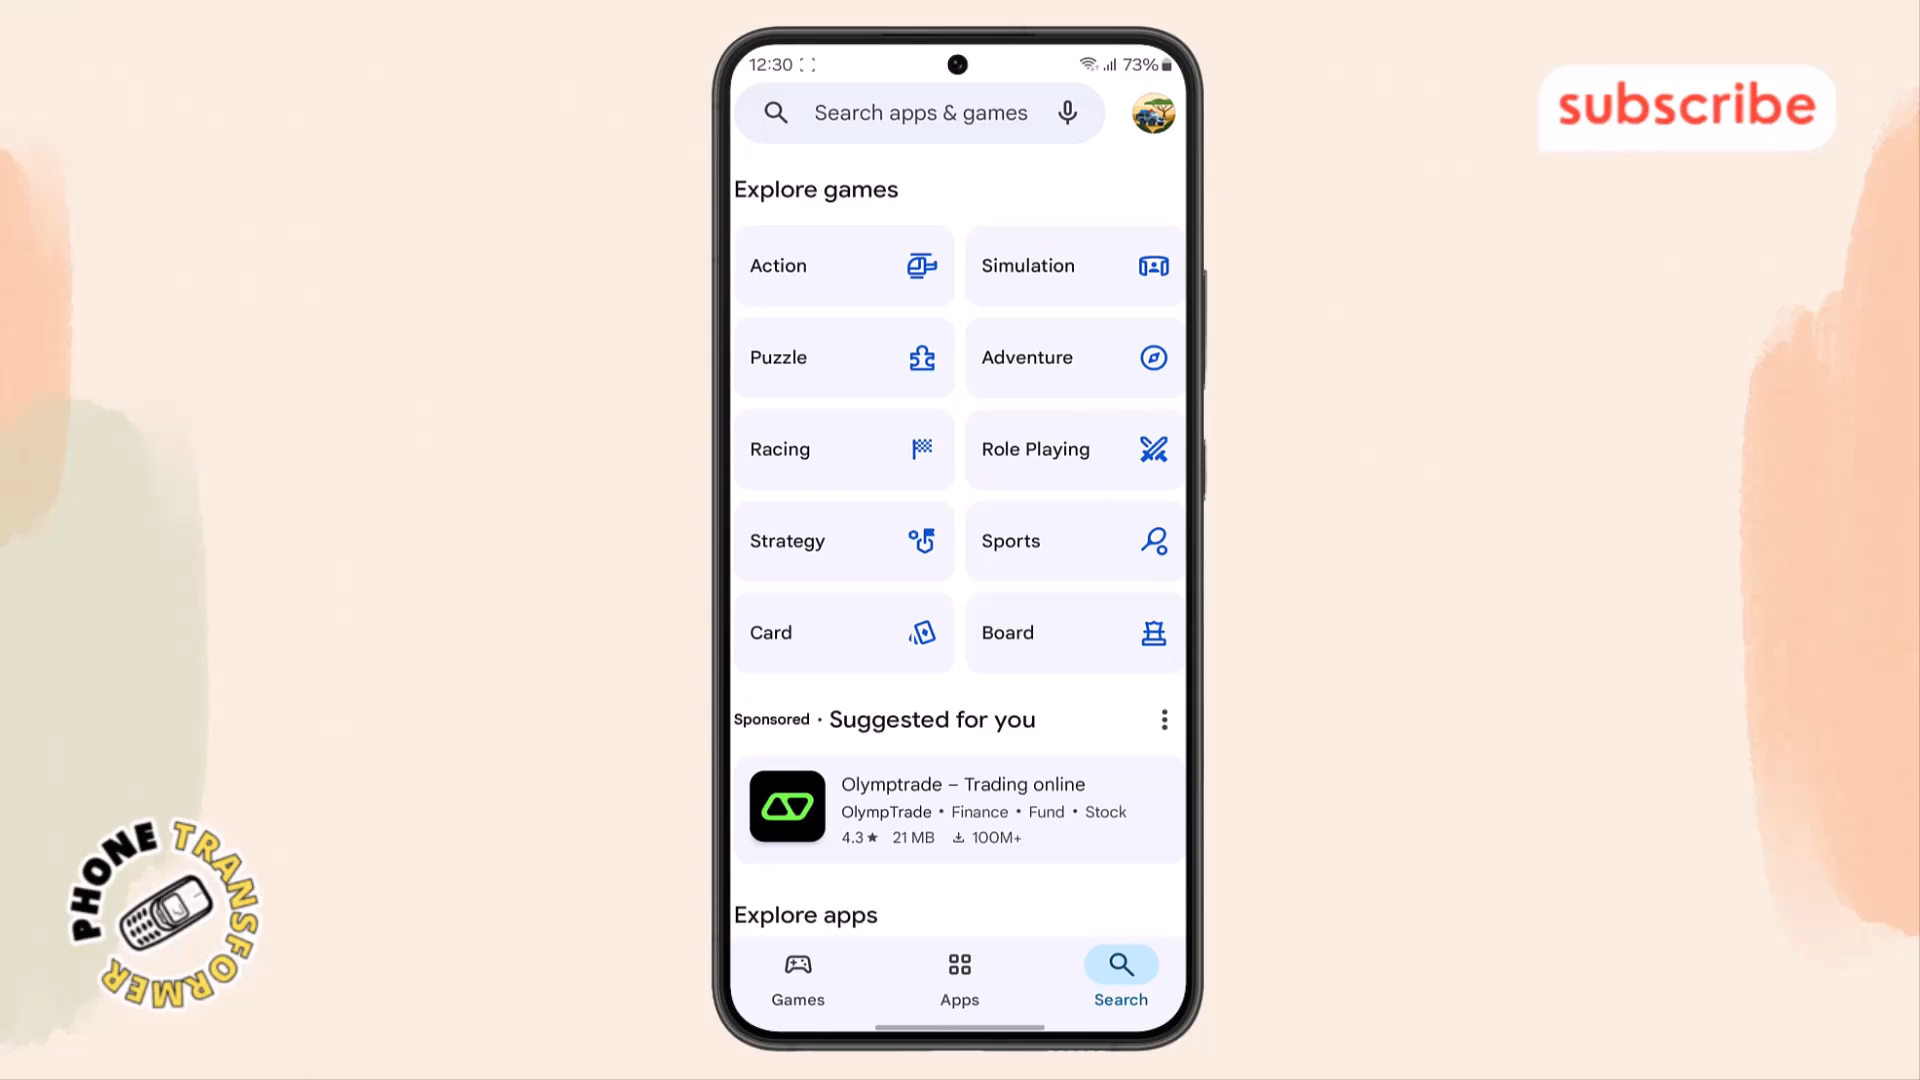 12:30
73%
Search apps & games
subscribe
Explore games
Action
Simulation
Puzzle
Adventure
Racing
Role Playing
Strategy
Sports
Card
Board
Sponsored • Suggested for you
Olymptrade – Trading online
OlympTrade • Finance • Fund • Stock
4.3★ 21 MB 100M+
Explore apps
Games
Apps
Search
PHONE TRANSFORMER